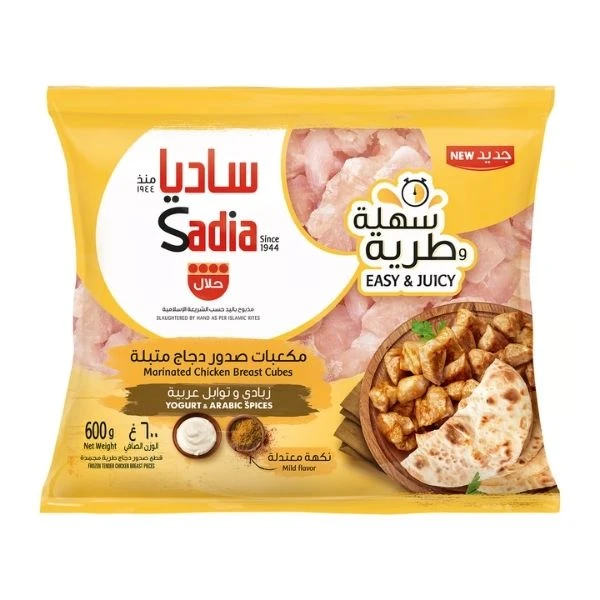 ساديا
منذ
١٩٤٤
Sadia
Since
1944
حلال
مذبوح باليد حسب الشريعة الإسلامية
SLAUGHTERED BY HAND AS PER ISLAMIC RITES
جديد NEW
سهلة
و طرية
EASY & JUICY
مكعبات صدور دجاج متبلة
Marinated Chicken Breast Cubes
زبادي و توابل عربية
YOGURT & ARABIC SPICES
600g ٦٠٠ غ
Net Weight الوزن الصافي
قطع صدور دجاج طرية مجمدة
FROZEN TENDER CHICKEN BREAST PIECES
نكهة معتدلة
Mild flavor